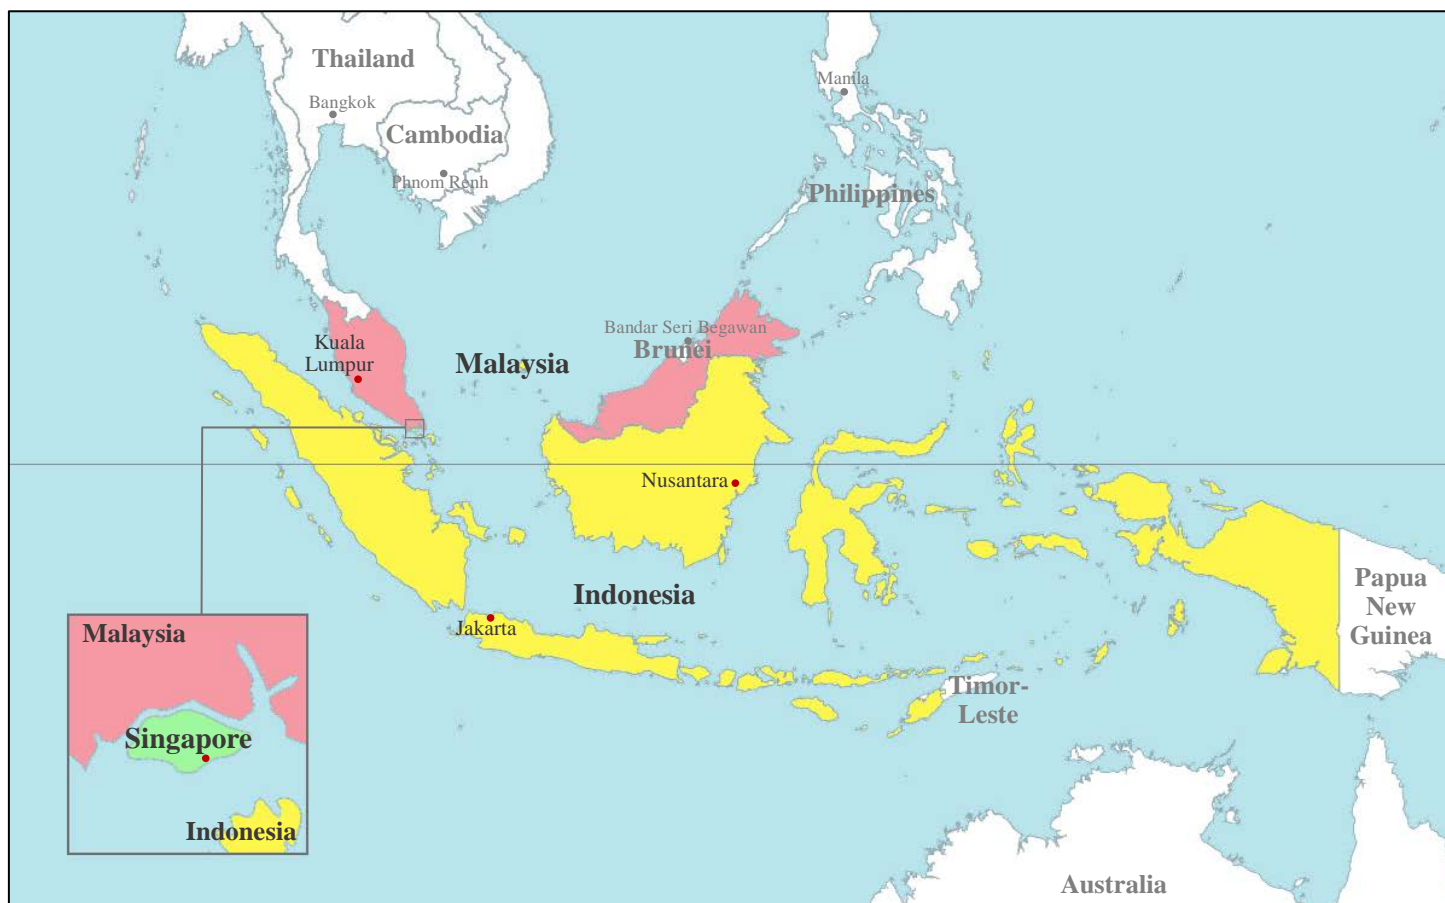 Thailand
Bangkok
Cambodia
Phnom Renh
Manila
Philippines
Kuala
Lumpur
Malaysia
Bandar Seri Begawan
Brunei
Nusantara
Indonesia
Jakarta
Papua
New
Guinea
Timor-
Leste
Australia
Malaysia
Singapore
Indonesia